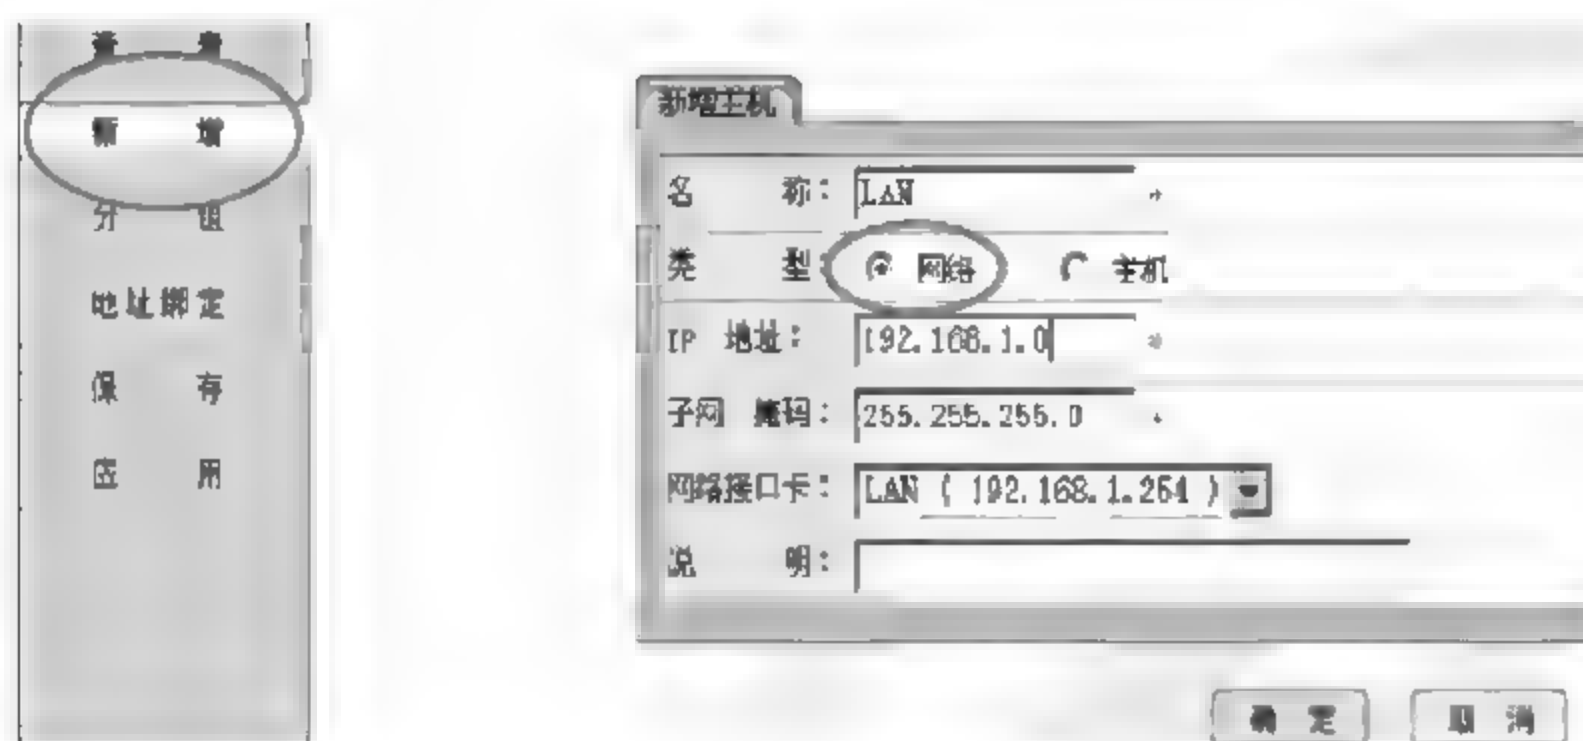 查 看
新 增
分 组
地址绑定
保 存
应 用
新增主机
名 称: LAN *
类 型: 网络 主机
IP 地址: 192.168.1.0 *
子网 掩码: 255.255.255.0 *
网络接口卡: LAN ( 192.168.1.254 )
说 明:
确 定 取 消